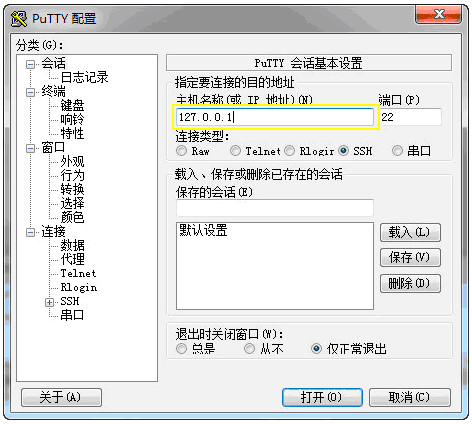 PuTTY 配置
分类(G):
会话
日志记录
终端
键盘
响铃
特性
窗口
外观
行为
转换
选择
颜色
连接
数据
代理
Telnet
Rlogin
SSH
串口
PuTTY 会话基本设置
指定要连接的目的地址
主机名称(或 IP 地址)(N) 端口(P)
127.0.0.1 22
连接类型:
Raw Telnet Rlogir SSH 串口
载入、保存或删除已存在的会话
保存的会话(E)
默认设置
载入(L)
保存(V)
删除(D)
退出时关闭窗口(W):
总是 从不 仅正常退出
关于(A) 打开(O) 取消(C)